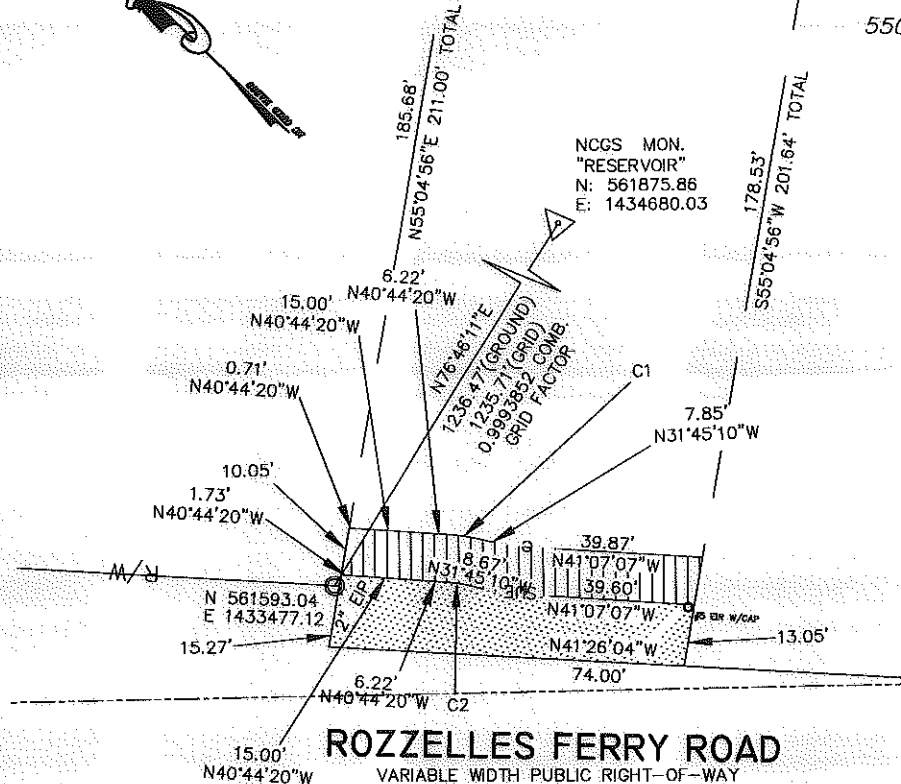 550
185.68'
N55°04'56"E 211.00' TOTAL
NCGS MON.
"RESERVOIR"
N: 561875.86
E: 1434680.03
178.53'
S55°04'56"W 201.64' TOTAL
6.22'
N40°44'20"W
15.00'
N40°44'20"W
0.71'
N40°44'20"W
N76°46'11"E
1236.47'(GROUND)
1235.71'(GRID)
0.9993852 COMB.
GRID FACTOR
C1
7.85'
N31°45'10"W
10.05'
1.73'
N40°44'20"W
R/W
8.67'
N31°45'10"W
39.87'
N41°07'07"W
SWE
39.60'
N41°07'07"W
N 561593.04
E 1433477.12
2" EIP
#5 EIR W/CAP
15.27'
N41°26'04"W
74.00'
13.05'
6.22'
N40°44'20"W
C2
15.00'
N40°44'20"W
ROZZELLES FERRY ROAD
VARIABLE WIDTH PUBLIC RIGHT-OF-WAY